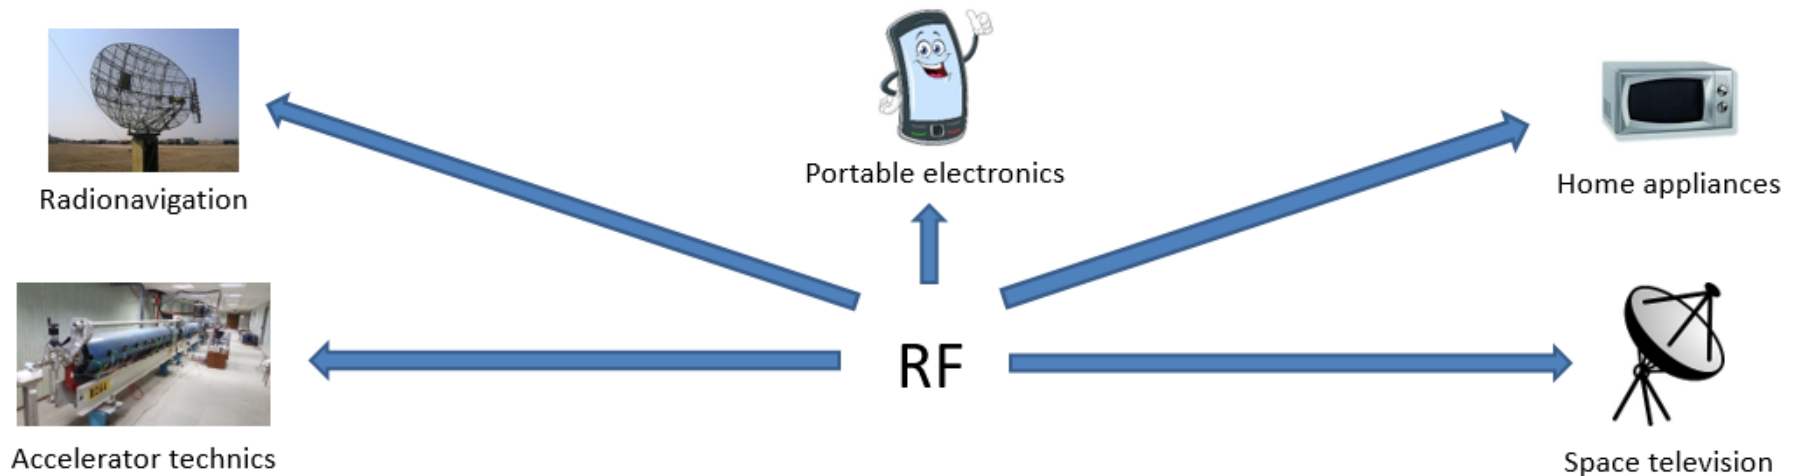 Radionavigation
Portable electronics
Home appliances
RF
Accelerator technics
Space television